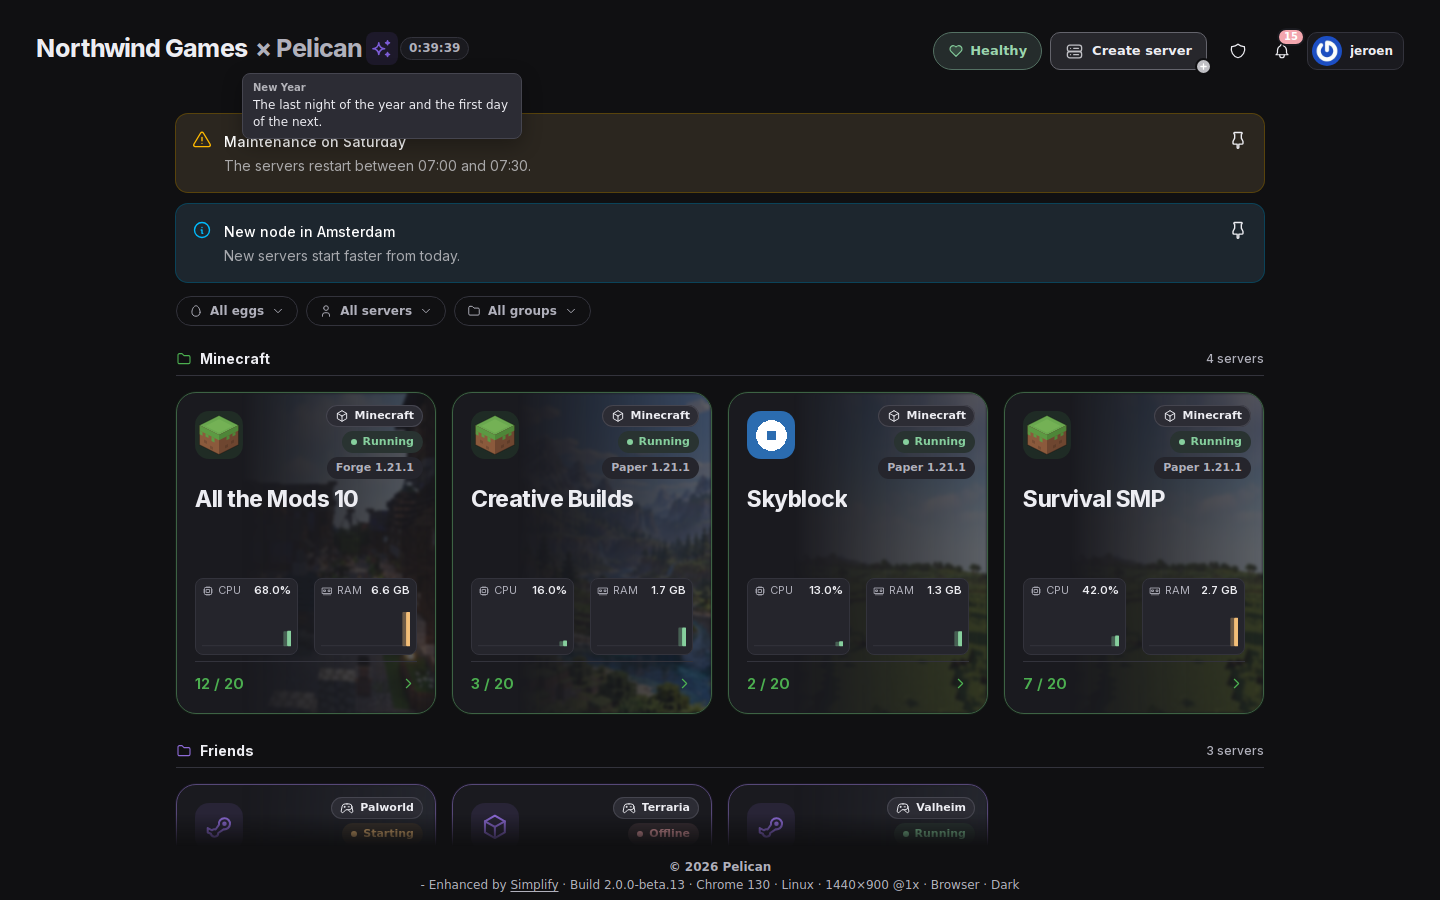 Northwind Games × Pelican
0:39:39
Healthy
Create server
15
jeroen
New Year
The last night of the year and the first day
of the next.
Maintenance on Saturday
The servers restart between 07:00 and 07:30.
New node in Amsterdam
New servers start faster from today.
All eggs
All servers
All groups
Minecraft
4 servers
Minecraft
Running
Forge 1.21.1
All the Mods 10
CPU 68.0%
RAM 6.6 GB
12 / 20
Minecraft
Running
Paper 1.21.1
Creative Builds
CPU 16.0%
RAM 1.7 GB
3 / 20
Minecraft
Running
Paper 1.21.1
Skyblock
CPU 13.0%
RAM 1.3 GB
2 / 20
Minecraft
Running
Paper 1.21.1
Survival SMP
CPU 42.0%
RAM 2.7 GB
7 / 20
Friends
3 servers
Palworld
Starting
Terraria
Offline
Valheim
Running
© 2026 Pelican
- Enhanced by Simplify · Build 2.0.0-beta.13 · Chrome 130 · Linux · 1440×900 @1x · Browser · Dark